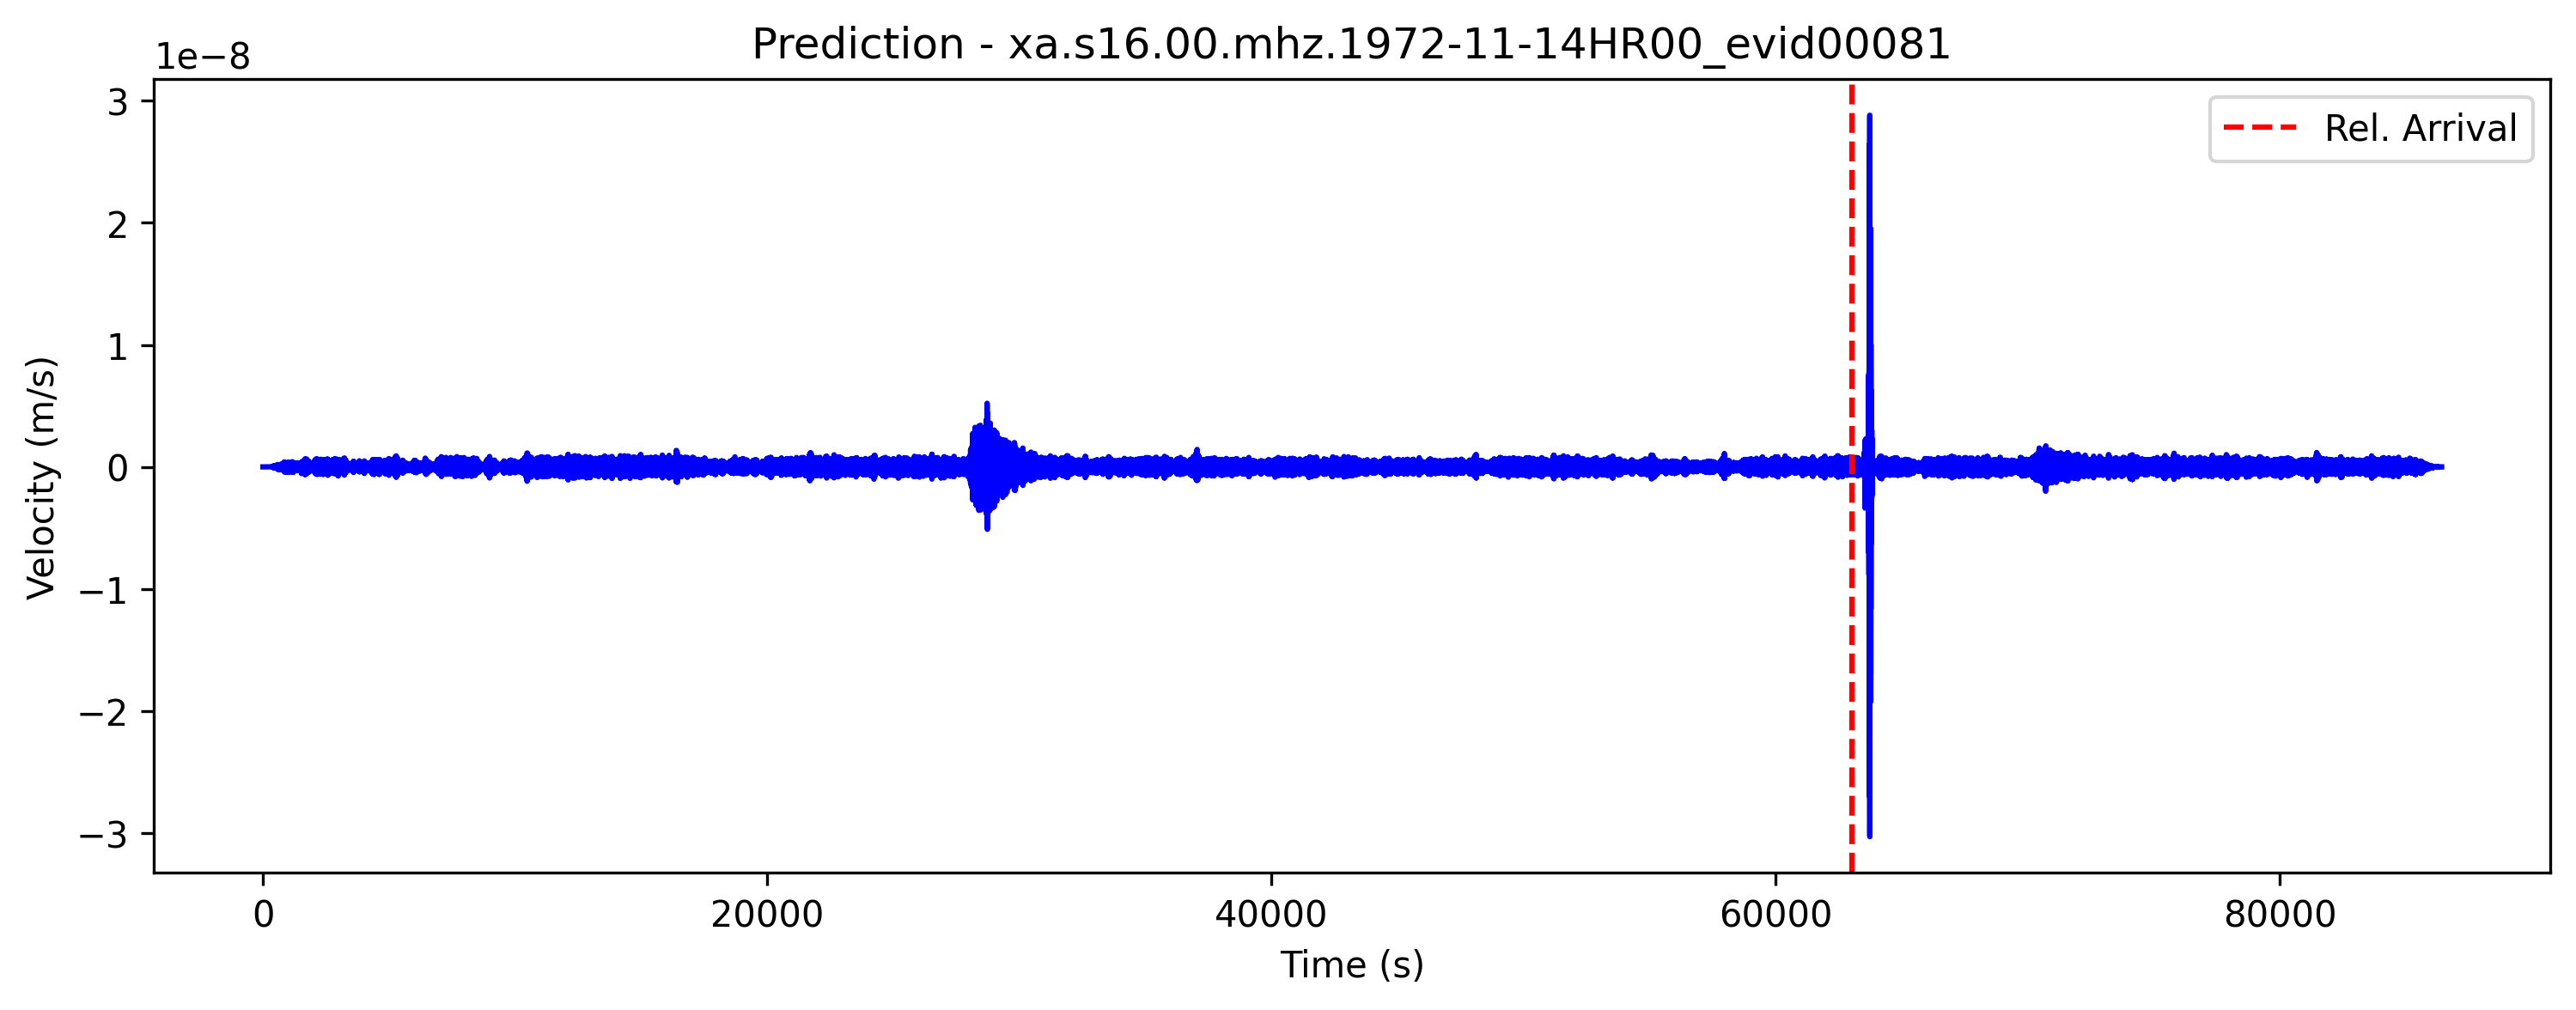 Prediction - xa.s16.00.mhz.1972-11-14HR00_evid00081
1e−8
Rel. Arrival
3
2
1
0
−1
−2
−3
Velocity (m/s)
0 20000 40000 60000 80000
Time (s)